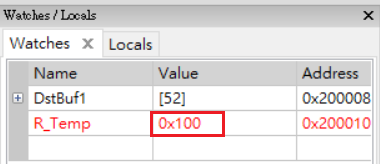 Watches / Locals
Watches Locals
Name Value Address
DstBuf1 [52] 0x200008
R_Temp 0x100 0x200010